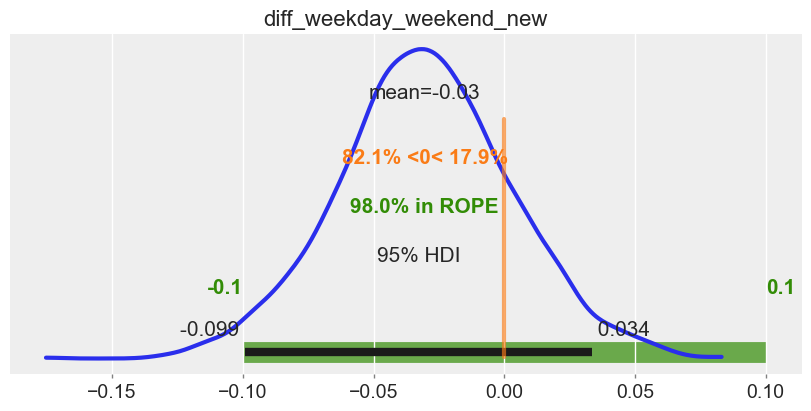 diff_weekday_weekend_new
mean=-0.03
82.1% <0< 17.9%
98.0% in ROPE
95% HDI
-0.1 0.1
-0.099 0.034
−0.15 −0.10 −0.05 0.00 0.05 0.10